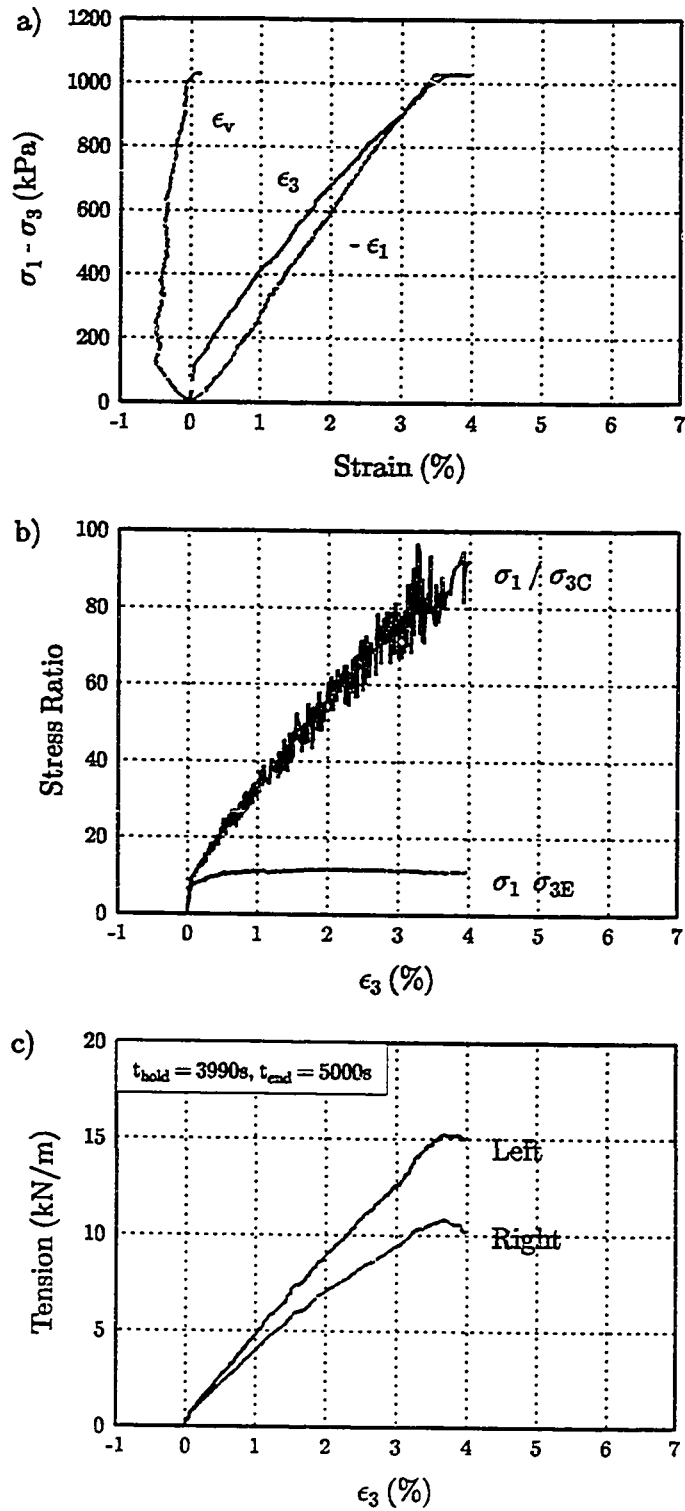 a)
1200
1000
800
600
400
200
0
σ₁ - σ₃ (kPa)
ϵᵥ
ϵ₃
- ϵ₁
-1 0 1 2 3 4 5 6 7
Strain (%)
b)
100
80
60
40
20
0
Stress Ratio
σ₁ / σ₃C
σ₁ σ₃E
-1 0 1 2 3 4 5 6 7
ϵ₃ (%)
c)
20
15
10
5
0
Tension (kN/m)
t_hold = 3990s, t_end = 5000s
Left
Right
-1 0 1 2 3 4 5 6 7
ϵ₃ (%)